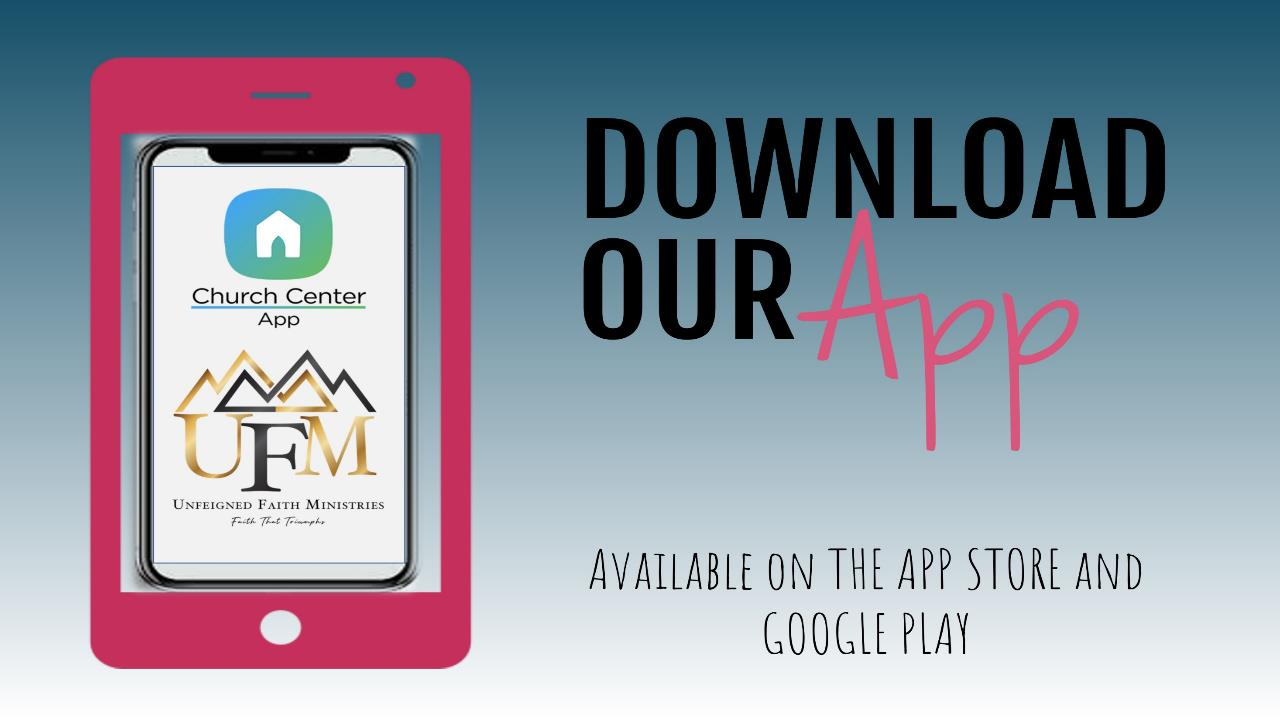 Church Center
App
UFM
UNFEIGNED FAITH MINISTRIES
Faith That Triumphs
DOWNLOAD
OUR App
AVAILABLE ON THE APP STORE AND
GOOGLE PLAY